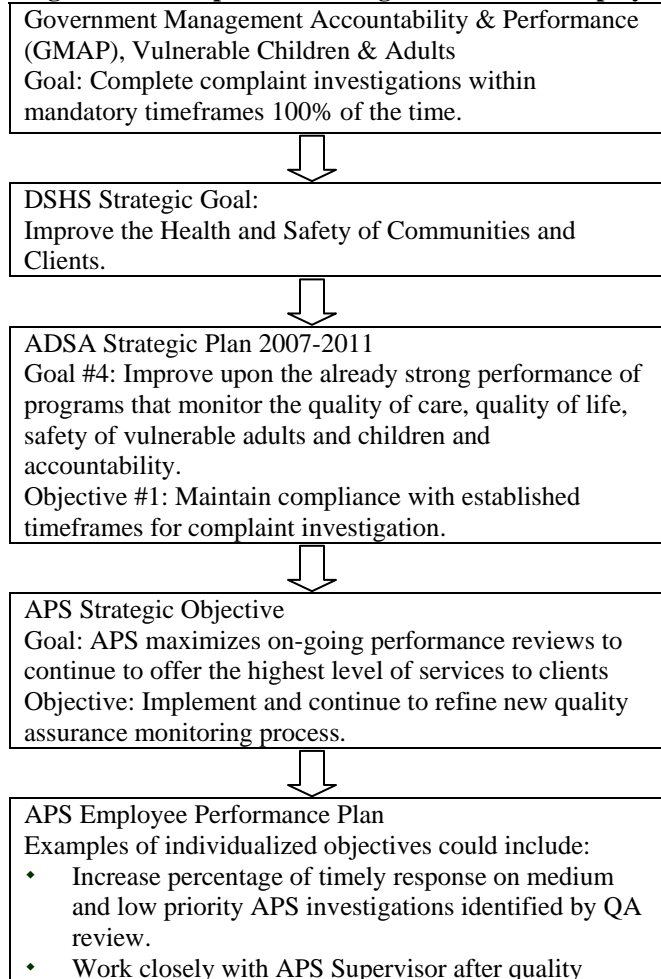 Government Management Accountability & Performance
(GMAP), Vulnerable Children & Adults
Goal: Complete complaint investigations within
mandatory timeframes 100% of the time.
DSHS Strategic Goal:
Improve the Health and Safety of Communities and
Clients.
ADSA Strategic Plan 2007-2011
Goal #4: Improve upon the already strong performance of
programs that monitor the quality of care, quality of life,
safety of vulnerable adults and children and
accountability.
Objective #1: Maintain compliance with established
timeframes for complaint investigation.
APS Strategic Objective
Goal: APS maximizes on-going performance reviews to
continue to offer the highest level of services to clients
Objective: Implement and continue to refine new quality
assurance monitoring process.
APS Employee Performance Plan
Examples of individualized objectives could include:
• Increase percentage of timely response on medium
and low priority APS investigations identified by QA
review.
• Work closely with APS Supervisor after quality